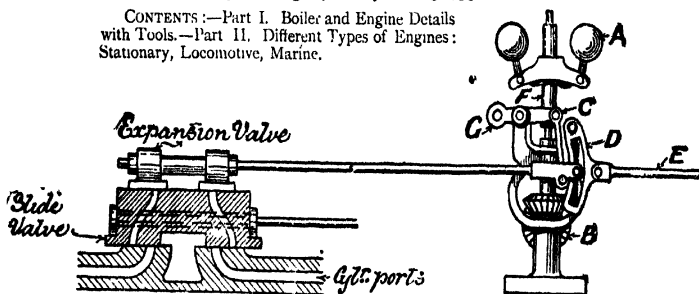 CONTENTS :—Part I. Boiler and Engine Details
with Tools.—Part II. Different Types of Engines:
Stationary, Locomotive, Marine.
A
F
C
G
Expansion Valve
D
E
Slide
Valve
B
Cylr. ports